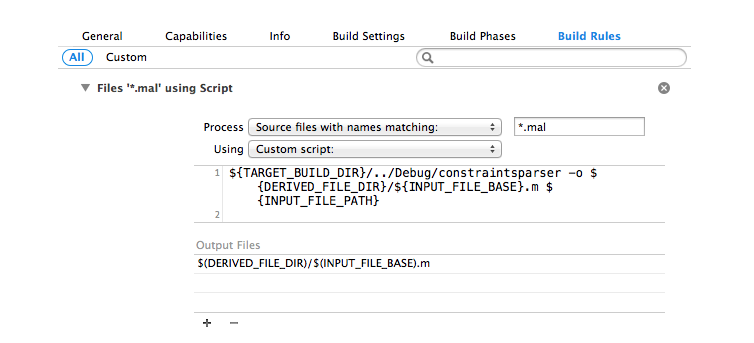 General Capabilities Info Build Settings Build Phases Build Rules
All Custom
Files '*.mal' using Script
Process Source files with names matching: *.mal
Using Custom script:
1 ${TARGET_BUILD_DIR}/../Debug/constraintsparser -o $
{DERIVED_FILE_DIR}/${INPUT_FILE_BASE}.m $
{INPUT_FILE_PATH}
2
Output Files
$(DERIVED_FILE_DIR)/$(INPUT_FILE_BASE).m
+ −